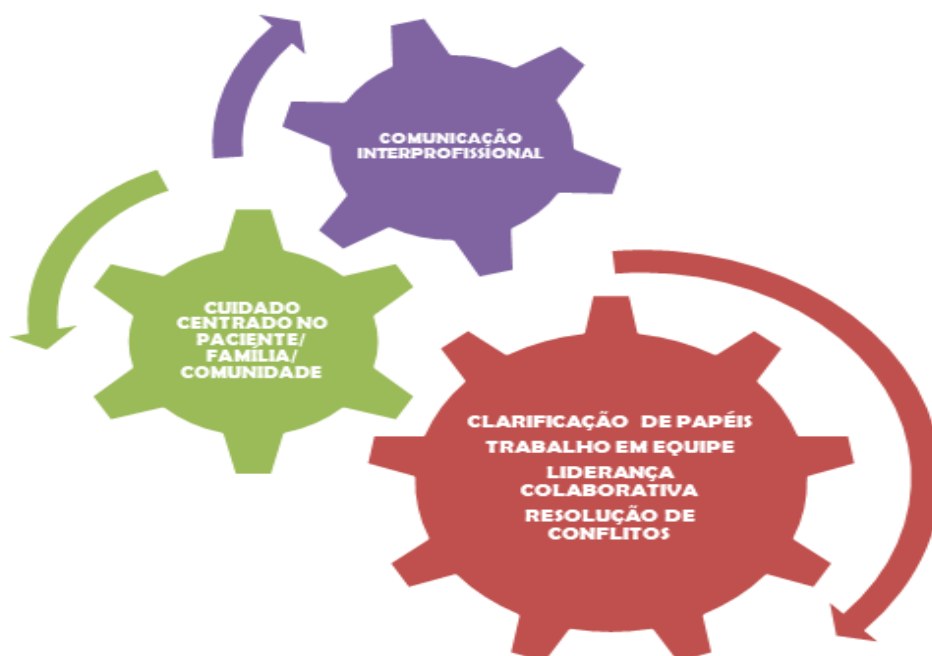 COMUNICAÇÃO
INTERPROFISSIONAL
CUIDADO
CENTRADO NO
PACIENTE/
FAMÍLIA/
COMUNIDADE
CLARIFICAÇÃO DE PAPÉIS
TRABALHO EM EQUIPE
LIDERANÇA
COLABORATIVA
RESOLUÇÃO DE
CONFLITOS